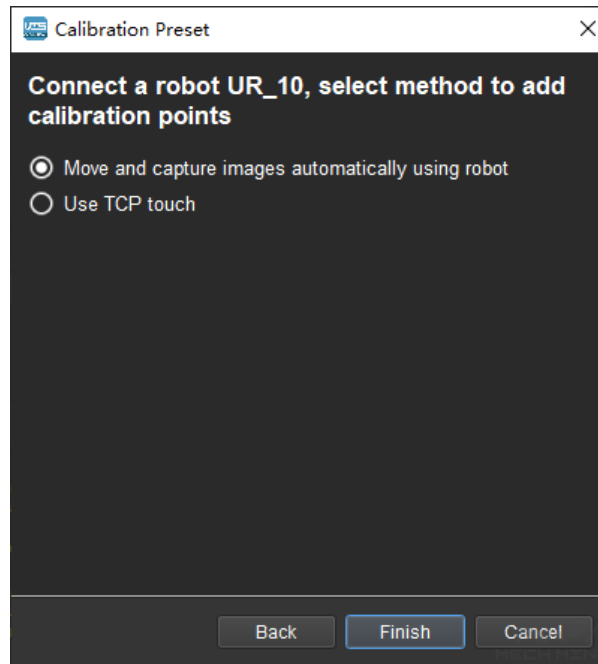 Calibration Preset
Connect a robot UR_10, select method to add
calibration points
Move and capture images automatically using robot
Use TCP touch
Back
Finish
Cancel